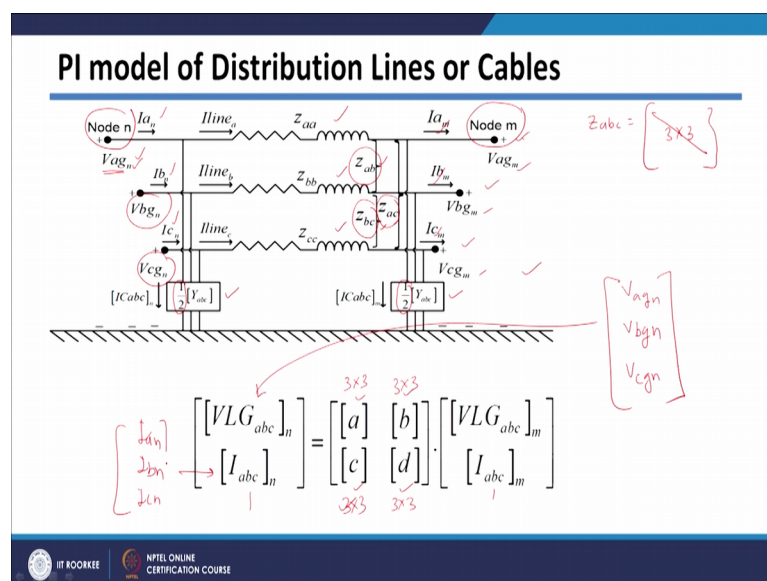 PI model of Distribution Lines or Cables
Node n
Ia_n
Iline_a
z_aa
Ia_m
Node m
Zabc = [3×3]
Vag_n
z_ab
Vag_m
Ib_n
Iline_b
z_bb
Ib_m
Vbg_n
z_bc
z_ac
Vbg_m
Ic_n
Iline_c
z_cc
Ic_m
Vcg_n
Vcg_m
[ICabc]_n
1/2 [Y_abc]
[ICabc]_m
1/2 [Y_abc]
Vagn
Vbgn
Vcgn
3×3 3×3
[VLG_abc]_n = [a] [b] · [VLG_abc]_m
[I_abc]_n [c] [d] [I_abc]_m
3×3 3×3
Ian
Ibn
Icn
IIT ROORKEE
NPTEL ONLINE
CERTIFICATION COURSE